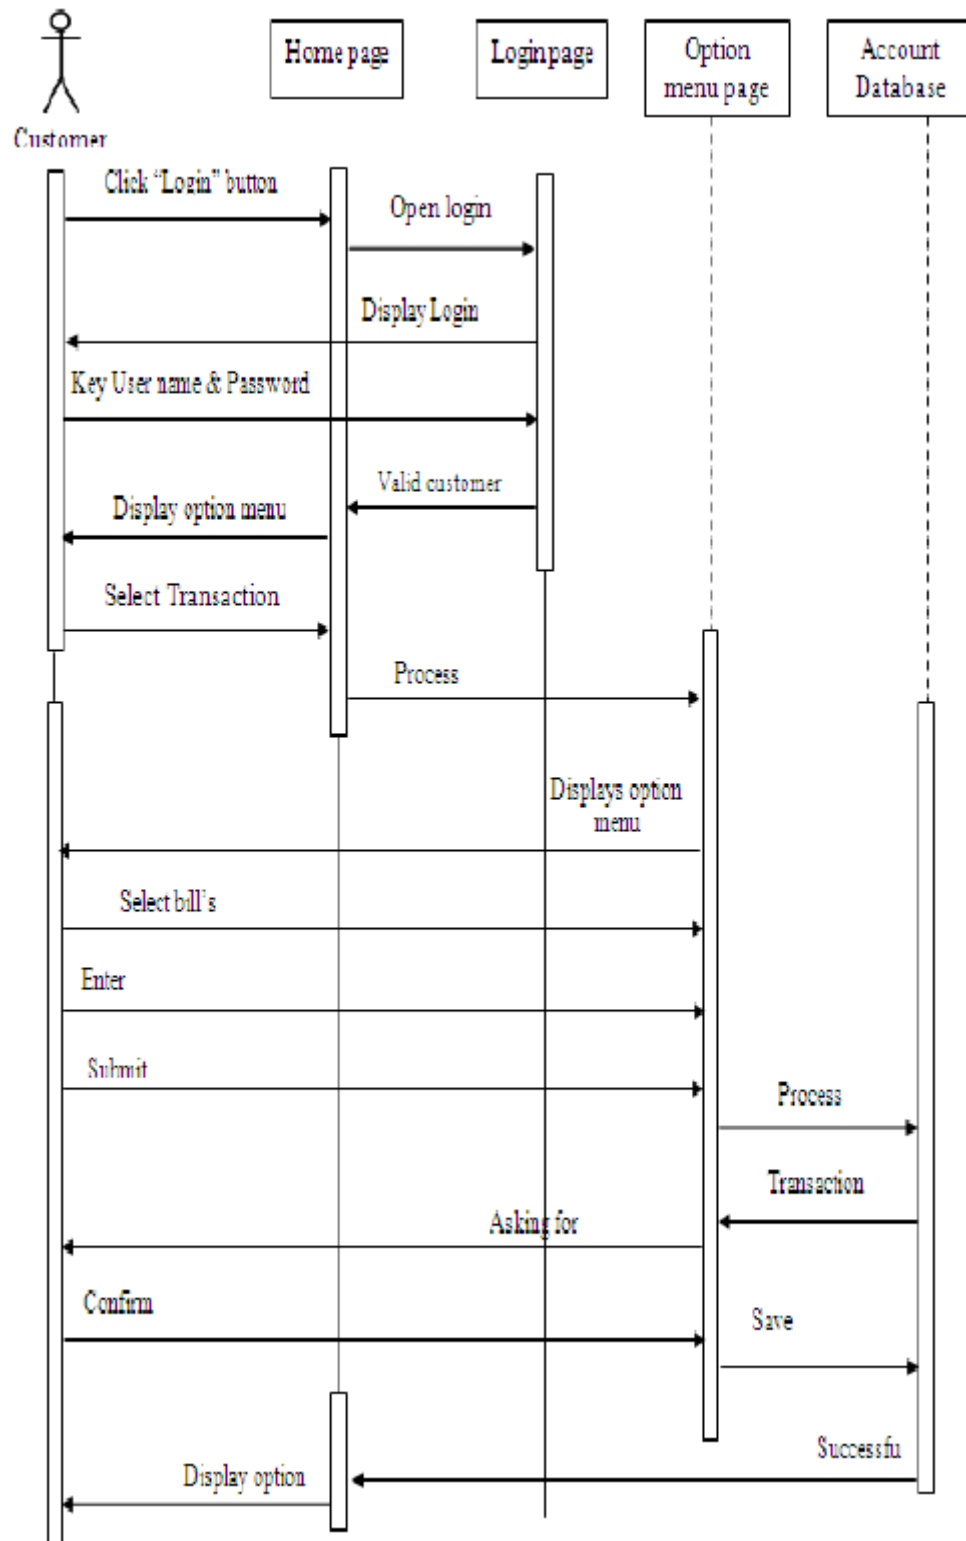 Home page
Login page
Option
menu page
Account
Database
Customer
Click “Login” button
Open login
Display Login
Key User name & Password
Valid customer
Display option menu
Select Transaction
Process
Displays option
menu
Select bill’s
Enter
Submit
Process
Transaction
Asking for
Confirm
Save
Successfu
Display option